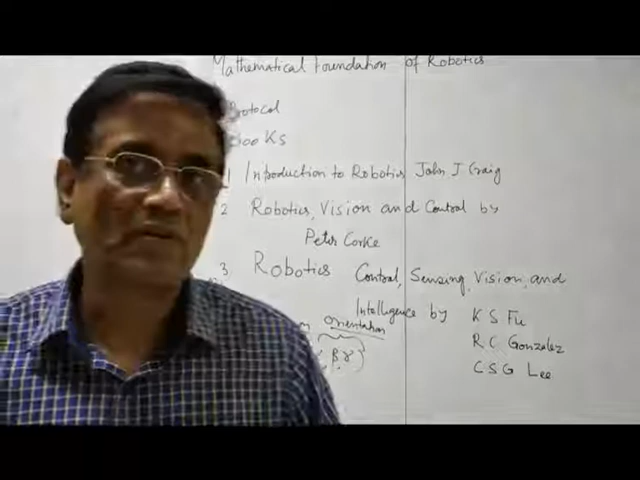 Mathematical Foundation of Robotics
Protocol
1 Introduction to Robotics John J Craig
2 Robotics, Vision and Control by
Peter Corke
3 Robotics Control, Sensing, Vision, and
Intelligence by K S Fu
orientation R C Gonzalez
C S G Lee